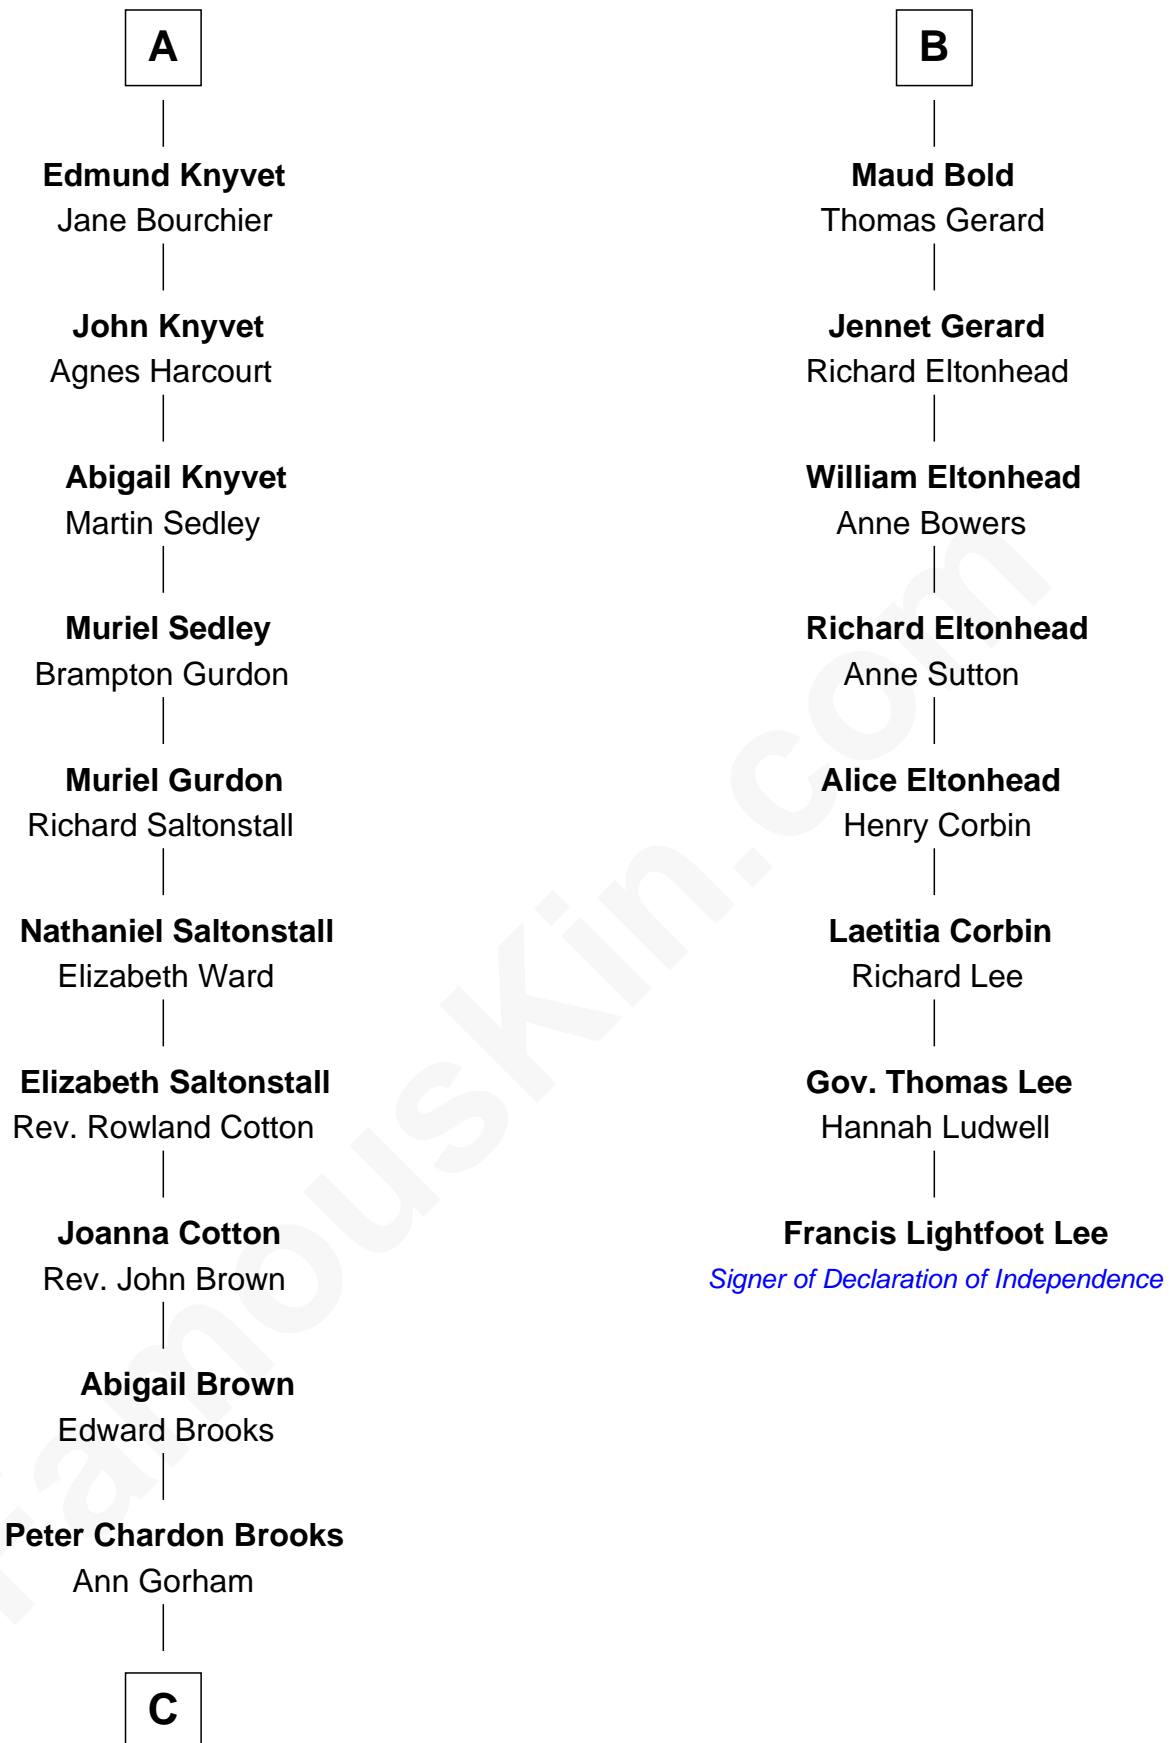 A
Edmund Knyvet
Jane Bourchier
John Knyvet
Agnes Harcourt
Abigail Knyvet
Martin Sedley
Muriel Sedley
Brampton Gurdon
Muriel Gurdon
Richard Saltonstall
Nathaniel Saltonstall
Elizabeth Ward
Elizabeth Saltonstall
Rev. Rowland Cotton
Joanna Cotton
Rev. John Brown
Abigail Brown
Edward Brooks
Peter Chardon Brooks
Ann Gorham
C
B
Maud Bold
Thomas Gerard
Jennet Gerard
Richard Eltonhead
William Eltonhead
Anne Bowers
Richard Eltonhead
Anne Sutton
Alice Eltonhead
Henry Corbin
Laetitia Corbin
Richard Lee
Gov. Thomas Lee
Hannah Ludwell
Francis Lightfoot Lee
Signer of Declaration of Independence
FamousKin.com